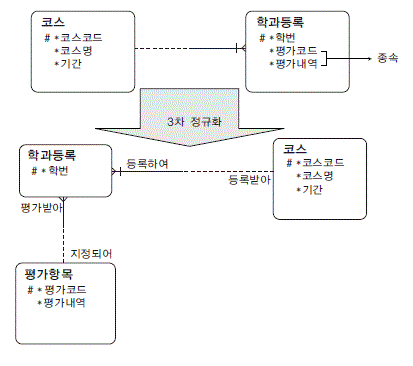 코스
# *코스코드
*코스명
*기간
학과등록
# *학번
*평가코드
*평가내역
종속
3차 정규화
학과등록
# *학번
등록하여
등록받아
코스
# *코스코드
*코스명
*기간
평가받아
지정되어
평가항목
# *평가코드
*평가내역